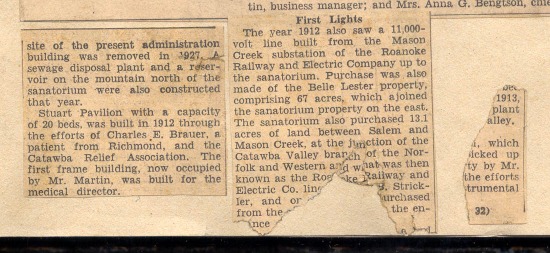 tin, business manager; and Mrs. Anna G. Bengtson,
site of the present administration
building was removed in 1927. A
sewage disposal plant and a reser-
voir on the mountain north of the
sanatorium were also constructed
that year.
Stuart Pavilion with a capacity
of 20 beds, was built in 1912 through
the efforts of Charles E. Brauer, a
patient from Richmond, and the
Catawba Relief Association. The
first frame building, now occupied
by Mr. Martin, was built for the
medical director.
First Lights
The year 1912 also saw a 11,000-
volt line built from the Mason
Creek substation of the Roanoke
Railway and Electric Company up to
the sanatorium. Purchase was also
made of the Belle Lester property,
comprising 67 acres, which ajoined
the sanatorium property on the east.
The sanatorium also purchased 13.1
acres of land between Salem and
Mason Creek, at the junction of the
Catawba Valley branch of the Nor-
folk and Western and what was then
known as the Railway and
Electric Co. Strick-
ler, and
from the the en-
1913,
plant
alley.
which
icked up
ty by Mr.
the efforts
trumental
32)